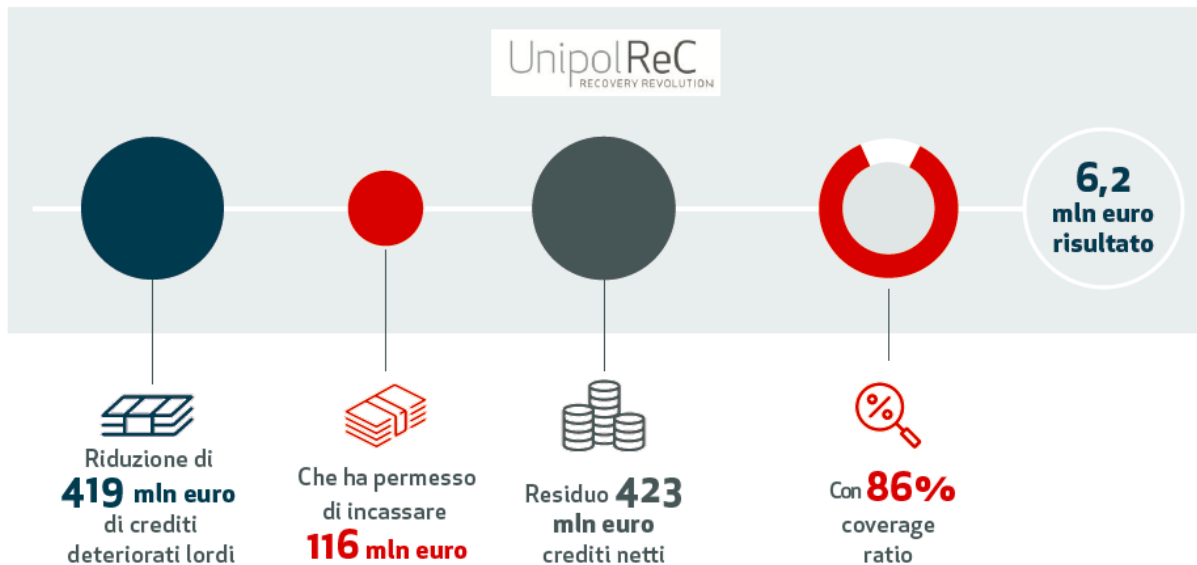 UnipolReC
RECOVERY REVOLUTION
6,2
mln euro
risultato
%
Riduzione di
419 mln euro
di crediti
deteriorati lordi
Che ha permesso
di incassare
116 mln euro
Residuo 423
mln euro
crediti netti
Con 86%
coverage
ratio